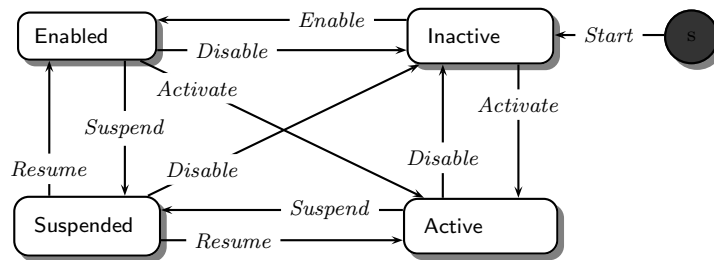 Enable
Enabled
Inactive
Start
s
Disable
Activate
Activate
Suspend
Resume
Disable
Disable
Suspend
Suspended
Active
Resume